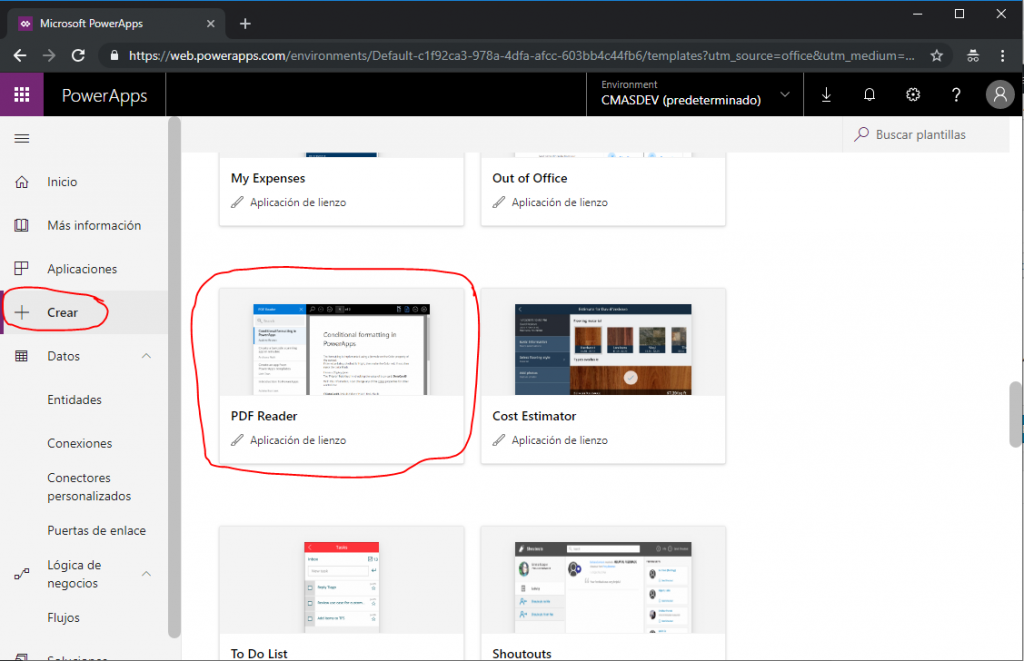 Microsoft PowerApps
https://web.powerapps.com/environments/Default-c1f92ca3-978a-4dfa-afcc-603bb4c44fb6/templates?utm_source=office&utm_medium=...
PowerApps
Environment
CMASDEV (predeterminado)
Buscar plantillas
Inicio
Más información
Aplicaciones
Crear
Datos
Entidades
Conexiones
Conectores
personalizados
Puertas de enlace
Lógica de
negocios
Flujos
Soluciones
My Expenses
Aplicación de lienzo
Out of Office
Aplicación de lienzo
PDF Reader
Conditional formatting in
PowerApps
PDF Reader
Aplicación de lienzo
Cost Estimator
Aplicación de lienzo
To Do List
Shoutouts